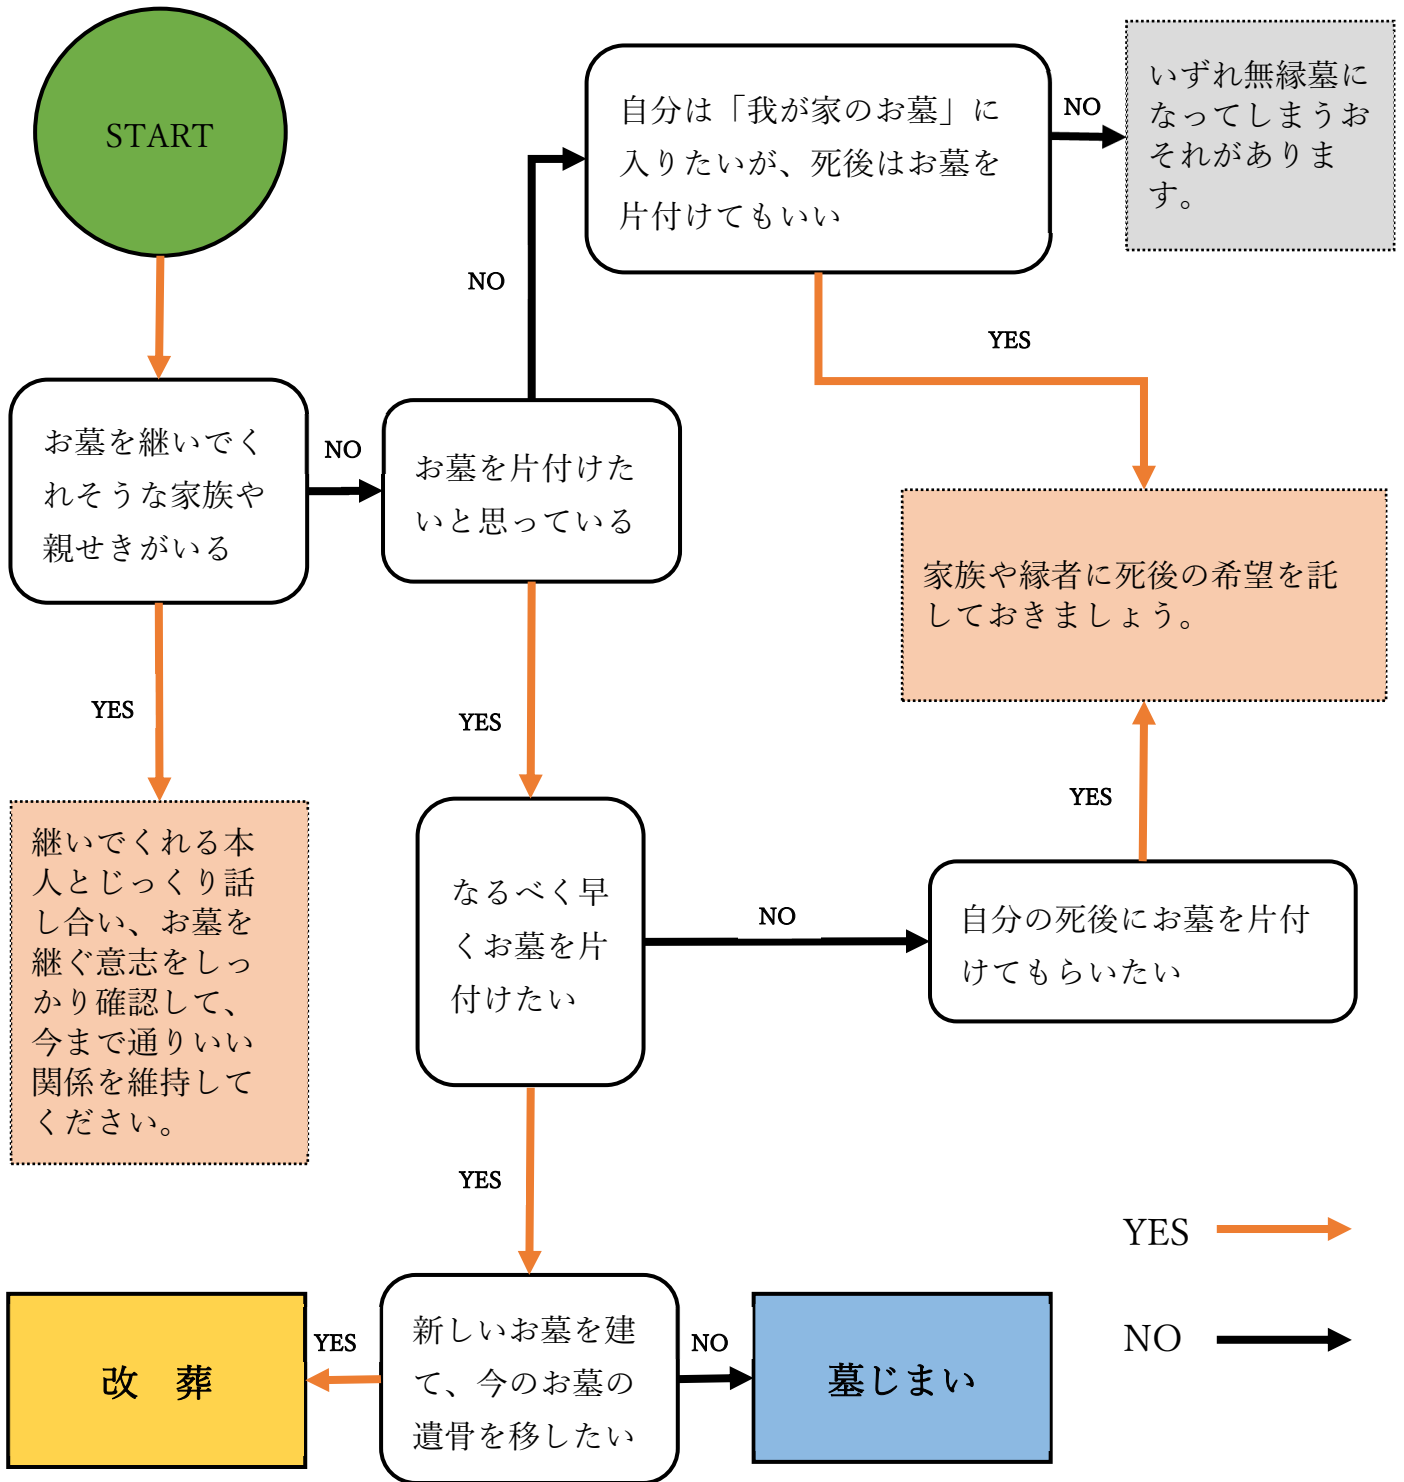 START
自分は「我が家のお墓」に
入りたいが、死後はお墓を
片付けてもいい
NO
いずれ無縁墓に
なってしまうお
それがありま
す。
NO
YES
お墓を継いでく
れそうな家族や
親せきがいる
NO
お墓を片付けた
いと思っている
家族や縁者に死後の希望を託
しておきましょう。
YES
YES
YES
継いでくれる本
人とじっくり話
し合い、お墓を
継ぐ意志をしっ
かり確認して、
今まで通りいい
関係を維持して
ください。
なるべく早
くお墓を片
付けたい
NO
自分の死後にお墓を片付
けてもらいたい
YES
YES
NO
改　葬
YES
新しいお墓を建
て、今のお墓の
遺骨を移したい
NO
墓じまい